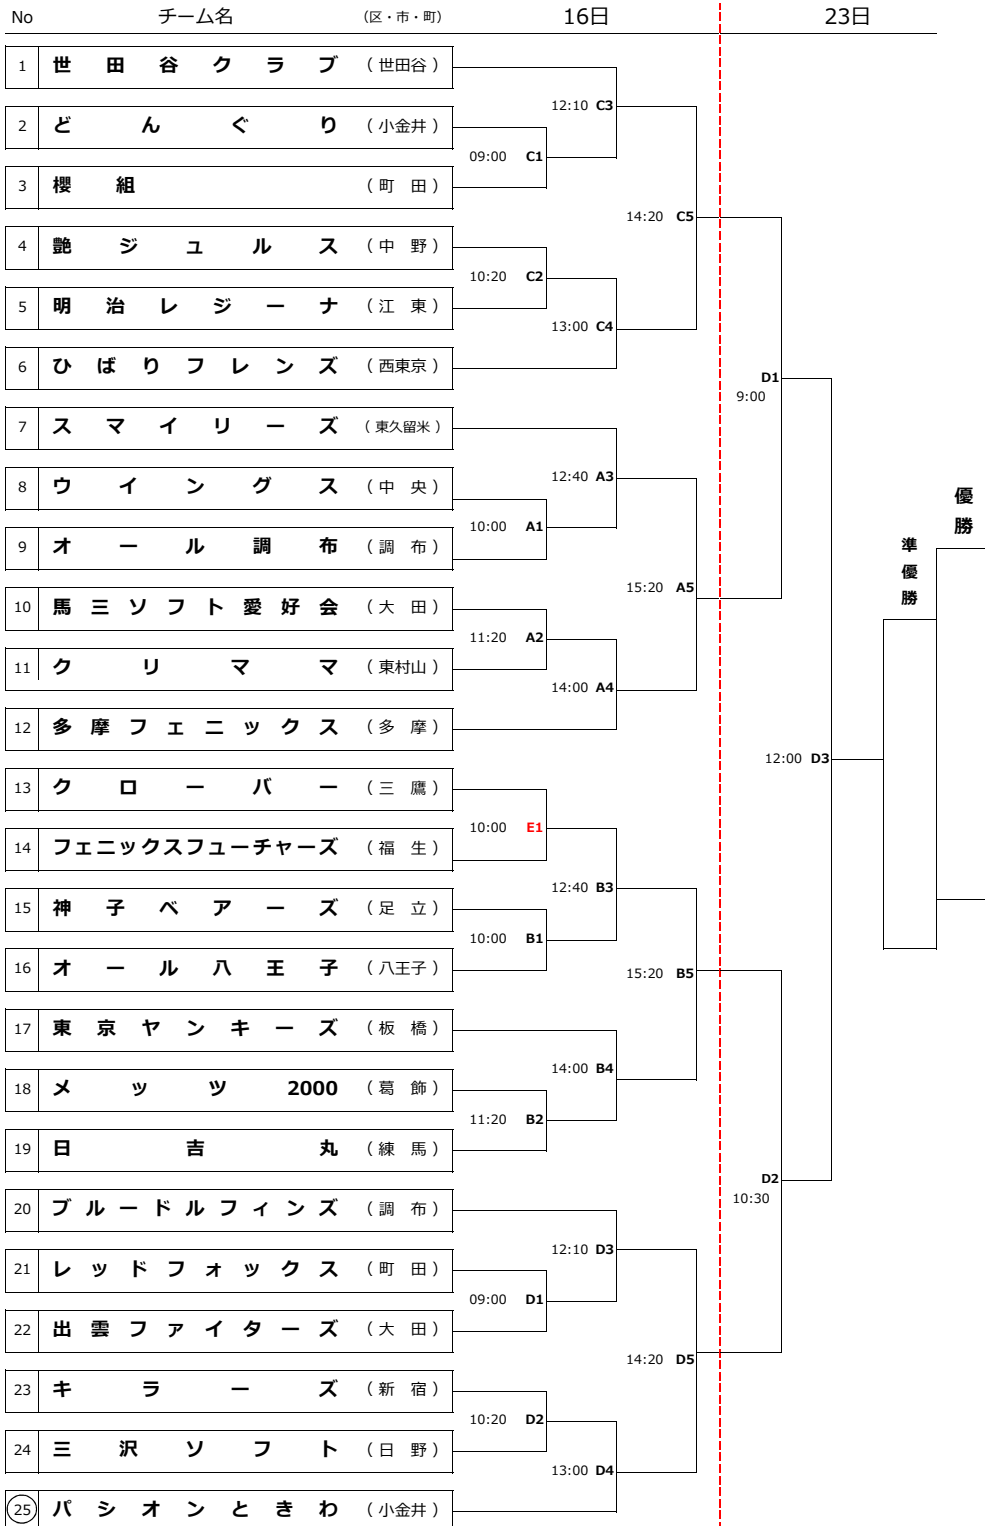 No チーム名 （区・市・町） 16日 23日
1 世田谷クラブ （世田谷）
12:10 C3
2 どんぐり （小金井）
09:00 C1
3 櫻組 （町　田）
14:20 C5
4 艶ジュルス （中　野）
10:20 C2
5 明治レジーナ （江　東）
13:00 C4
6 ひばりフレンズ （西東京）
D1
9:00
7 スマイリーズ （東久留米）
12:40 A3
8 ウイングス （中　央）
優勝
10:00 A1
9 オール調布 （調　布）
準優勝
15:20 A5
10 馬三ソフト愛好会 （大　田）
11:20 A2
11 クリママ （東村山）
14:00 A4
12 多摩フェニックス （多　摩）
12:00 D3
13 クローバー （三　鷹）
10:00 E1
14 フェニックスフューチャーズ （福　生）
12:40 B3
15 神子ベアーズ （足　立）
10:00 B1
16 オール八王子 （八王子）
15:20 B5
17 東京ヤンキーズ （板　橋）
14:00 B4
18 メッツ2000 （葛　飾）
11:20 B2
19 日吉丸 （練　馬）
D2
10:30
20 ブルードルフィンズ （調　布）
12:10 D3
21 レッドフォックス （町　田）
09:00 D1
22 出雲ファイターズ （大　田）
14:20 D5
23 キラーズ （新　宿）
10:20 D2
24 三沢ソフト （日　野）
13:00 D4
25 パシオンときわ （小金井）